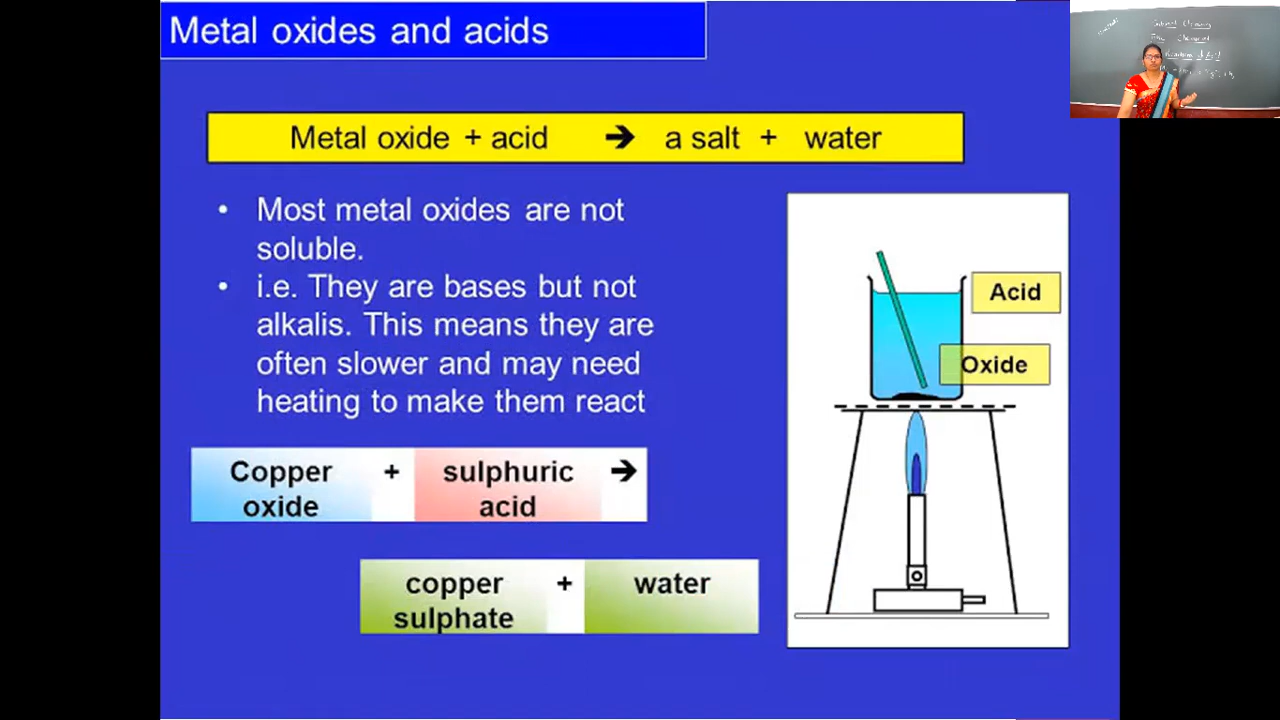 Metal oxides and acids
Metal oxide + acid ➔ a salt + water
• Most metal oxides are not
soluble.
• i.e. They are bases but not
alkalis. This means they are
often slower and may need
heating to make them react
Copper + sulphuric ➔
oxide acid
copper + water
sulphate
Acid
Oxide